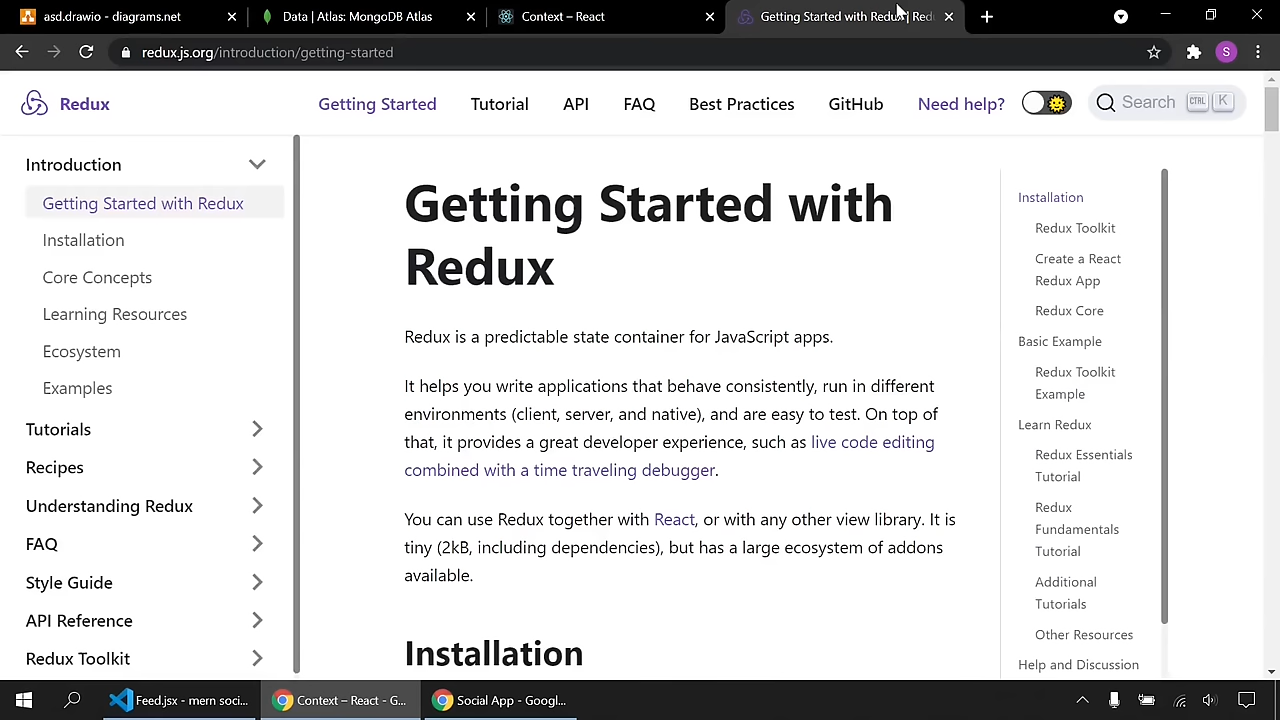 asd.drawio - diagrams.net
Data | Atlas: MongoDB Atlas
Context – React
Getting Started with Redux | Red
redux.js.org/introduction/getting-started
S
Redux
Getting Started
Tutorial
API
FAQ
Best Practices
GitHub
Need help?
Search
CTRL
K
Introduction
Getting Started with Redux
Installation
Core Concepts
Learning Resources
Ecosystem
Examples
Tutorials
Recipes
Understanding Redux
FAQ
Style Guide
API Reference
Redux Toolkit
Getting Started with
Redux
Redux is a predictable state container for JavaScript apps.
It helps you write applications that behave consistently, run in different
environments (client, server, and native), and are easy to test. On top of
that, it provides a great developer experience, such as live code editing
combined with a time traveling debugger.
You can use Redux together with React, or with any other view library. It is
tiny (2kB, including dependencies), but has a large ecosystem of addons
available.
Installation
Installation
Redux Toolkit
Create a React
Redux App
Redux Core
Basic Example
Redux Toolkit
Example
Learn Redux
Redux Essentials
Tutorial
Redux
Fundamentals
Tutorial
Additional
Tutorials
Other Resources
Help and Discussion
Feed.jsx - mern soci...
Context – React - G...
Social App - Googl...